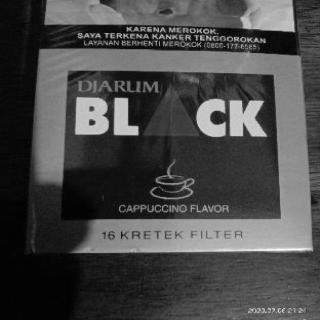 KARENA MEROKOK,
SAYA TERKENA KANKER TENGGOROKAN
LAYANAN BERHENTI MEROKOK (0800-177-6565)
DJARUM
BLACK
CAPPUCCINO FLAVOR
16 KRETEK FILTER
2023.07.06 21:21